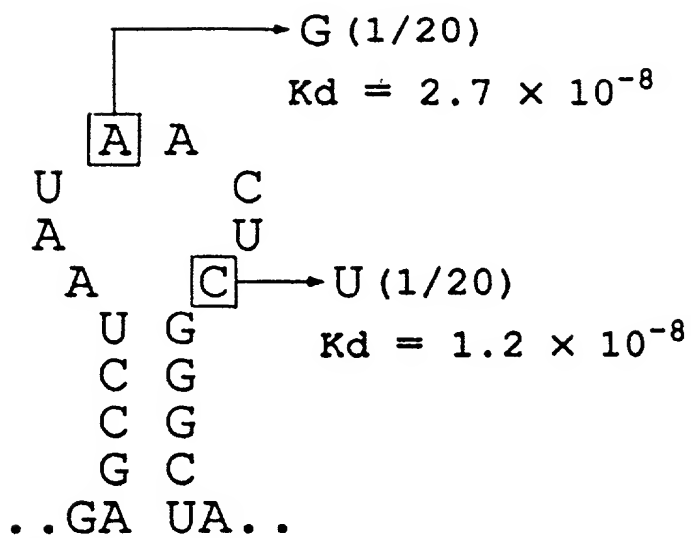 G (1/20)
Kd = 2.7 × 10⁻⁸
A A
U C
A U
A C U (1/20)
U G Kd = 1.2 × 10⁻⁸
C G
C G
G C
..GA UA..